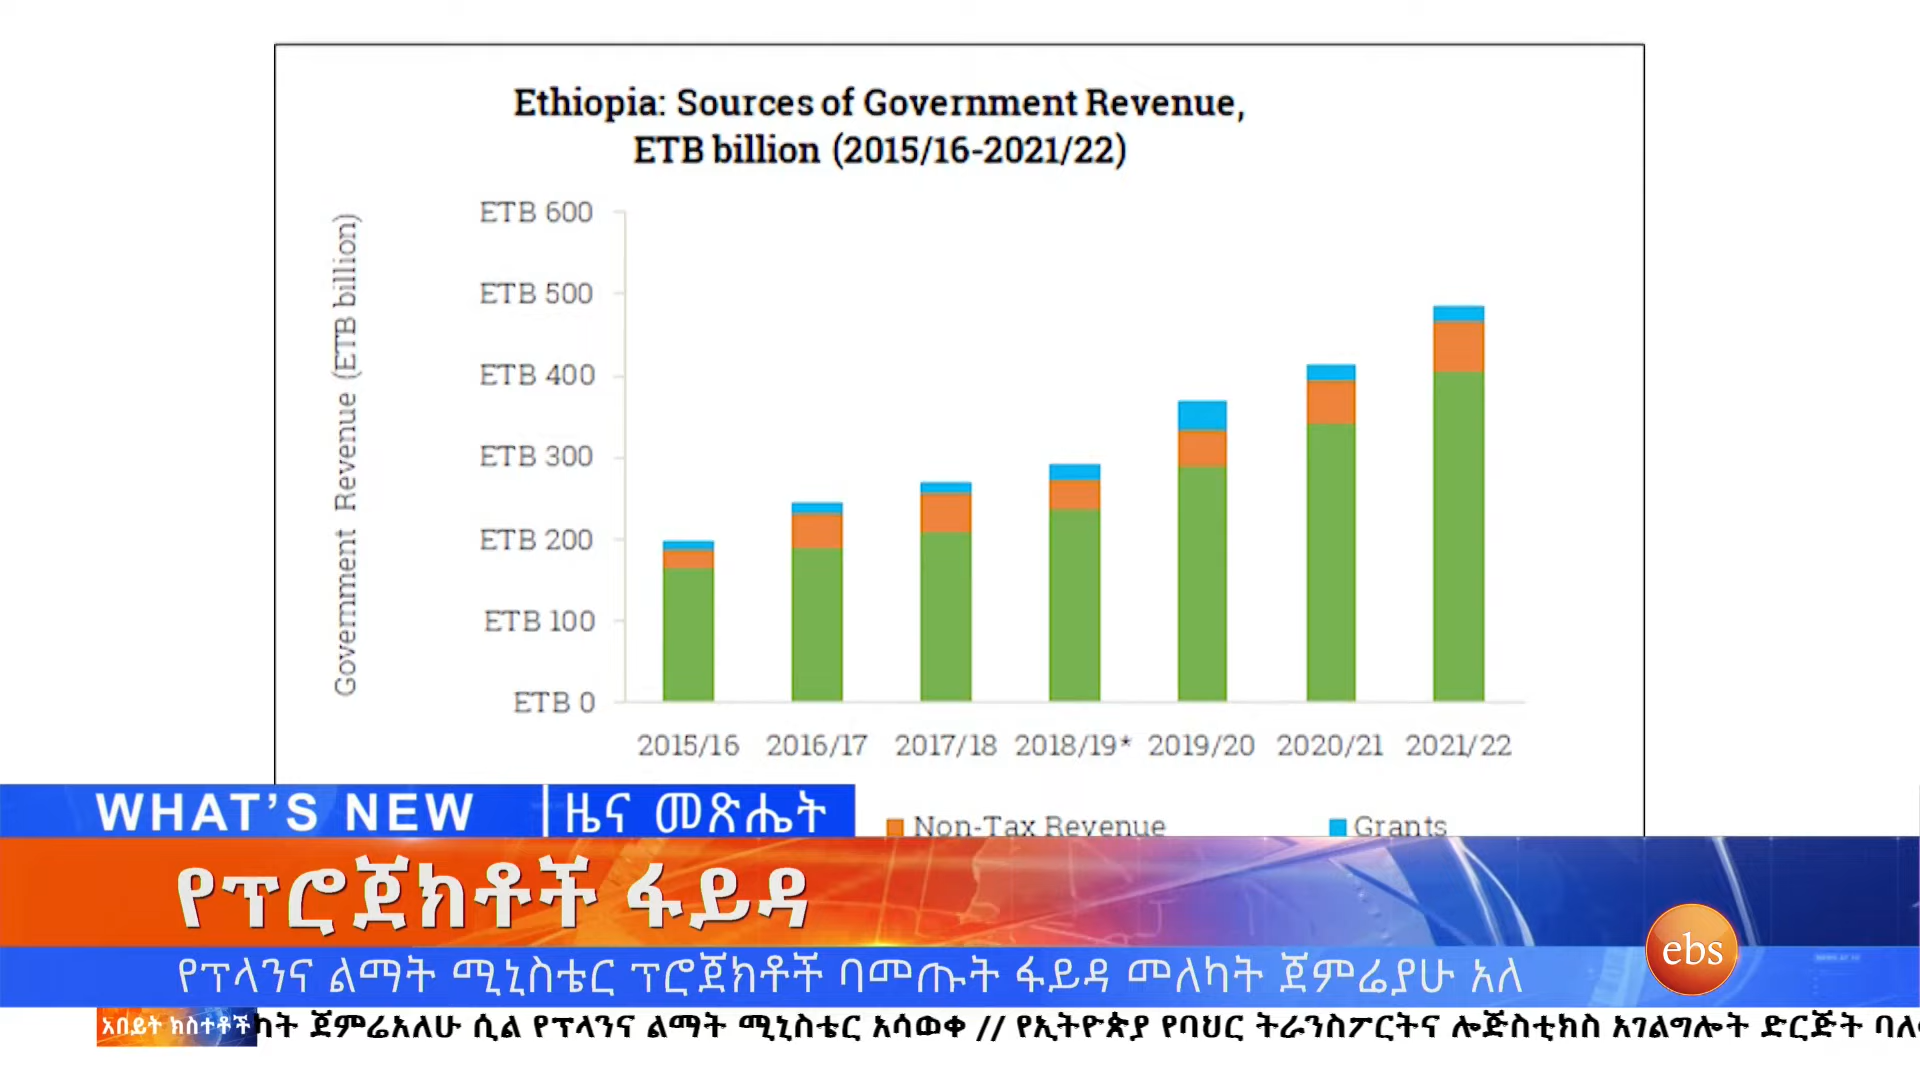 Ethiopia: Sources of Government Revenue,
ETB billion (2015/16-2021/22)
Government Revenue (ETB billion)
ETB 600
ETB 500
ETB 400
ETB 300
ETB 200
ETB 100
ETB 0
2015/16 2016/17 2017/18 2018/19* 2019/20 2020/21 2021/22
Non-Tax Revenue Grants
WHAT'S NEW | ዜና መጽሔት
የፕሮጀክቶች ፋይዳ
ebs
የፕላንና ልማት ሚኒስቴር ፕሮጀክቶች ባመጡት ፋይዳ መለካት ጀምሬያሁ አለ
አበይት ክስተቶች ካት ጀምሬአለሁ ሲል የፕላንና ልማት ሚኒስቴር አሳወቀ // የኢትዮጵያ የባህር ትራንስፖርትና ሎጅስቲክስ አገልግሎት ድርጅት